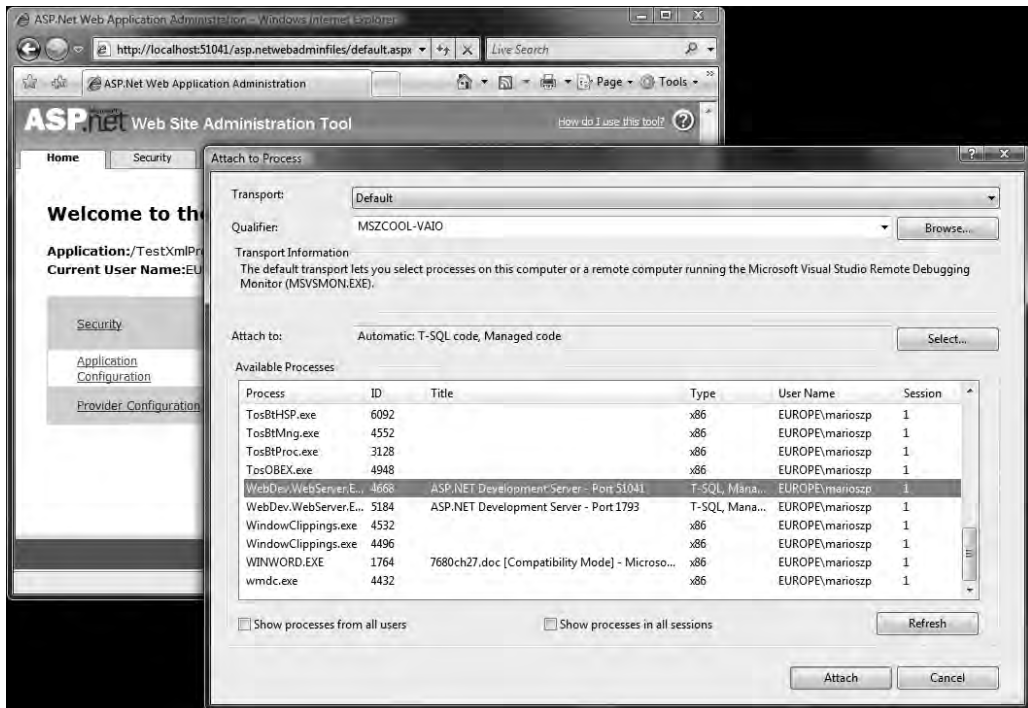 ASP.Net Web Application Administration - Windows Internet Explorer
http://localhost:51041/asp.netwebadminfiles/default.aspx
Live Search
ASP.Net Web Application Administration
Page
Tools
ASP.net Web Site Administration Tool
How do I use this tool?
Home Security
Welcome to th
Application:/TestXmlPr
Current User Name:EU
Security
Application
Configuration
Provider Configuration
Attach to Process
Transport: Default
Qualifier: MSZCOOL-VAIO Browse...
Transport Information
The default transport lets you select processes on this computer or a remote computer running the Microsoft Visual Studio Remote Debugging
Monitor (MSVSMON.EXE).
Attach to: Automatic: T-SQL code, Managed code Select...
Available Processes
Process ID Title Type User Name Session
TosBtHSP.exe 6092 x86 EUROPE\marioszp 1
TosBtMng.exe 4552 x86 EUROPE\marioszp 1
TosBtProc.exe 3128 x86 EUROPE\marioszp 1
TosOBEX.exe 4948 x86 EUROPE\marioszp 1
WebDev.WebServer.E... 4668 ASP.NET Development Server - Port 51041 T-SQL, Mana... EUROPE\marioszp 1
WebDev.WebServer.E... 5184 ASP.NET Development Server - Port 1793 T-SQL, Mana... EUROPE\marioszp 1
WindowClippings.exe 4532 x86 EUROPE\marioszp 1
WindowClippings.exe 4496 x86 EUROPE\marioszp 1
WINWORD.EXE 1764 7680ch27.doc [Compatibility Mode] - Microso... x86 EUROPE\marioszp 1
wmdc.exe 4432 x86 EUROPE\marioszp 1
Show processes from all users Show processes in all sessions Refresh
Attach Cancel